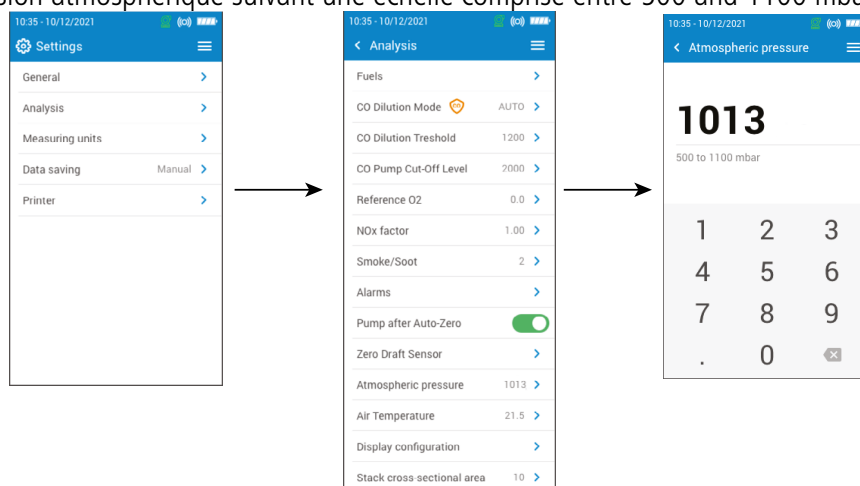 atmosphérique suivant une échelle comprise entre 500 and 1100
10:35 - 10/12/2021
Settings
General
Analysis
Measuring units
Data saving Manual
Printer
10:35 - 10/12/2021
Analysis
Fuels
CO Dilution Mode AUTO
CO Dilution Treshold 1200
CO Pump Cut-Off Level 2000
Reference O2 0.0
NOx factor 1.00
Smoke/Soot 2
Alarms
Pump after Auto-Zero
Zero Draft Sensor
Atmospheric pressure 1013
Air Temperature 21.5
Display configuration
Stack cross-sectional area 10
10:35 - 10/12/2021
Atmospheric pressure
1013
500 to 1100 mbar
1 2 3
4 5 6
7 8 9
. 0